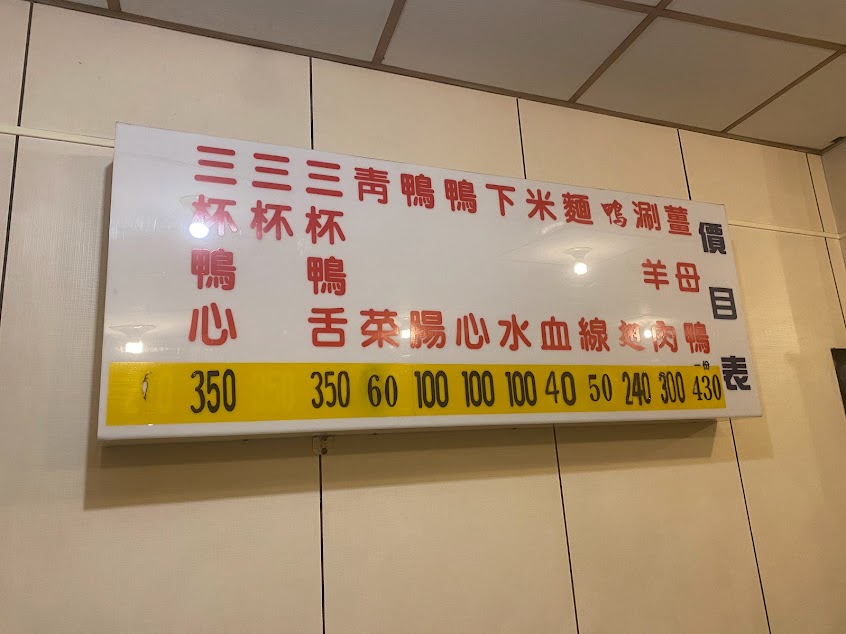 價目表
薑母鴨 一份 430
涮羊肉 300
鴨翅 240
麵線 50
米血 40
下水 100
鴨心 100
鴨腸 100
青菜 60
三杯鴨舌 350
三杯
三杯鴨心 350